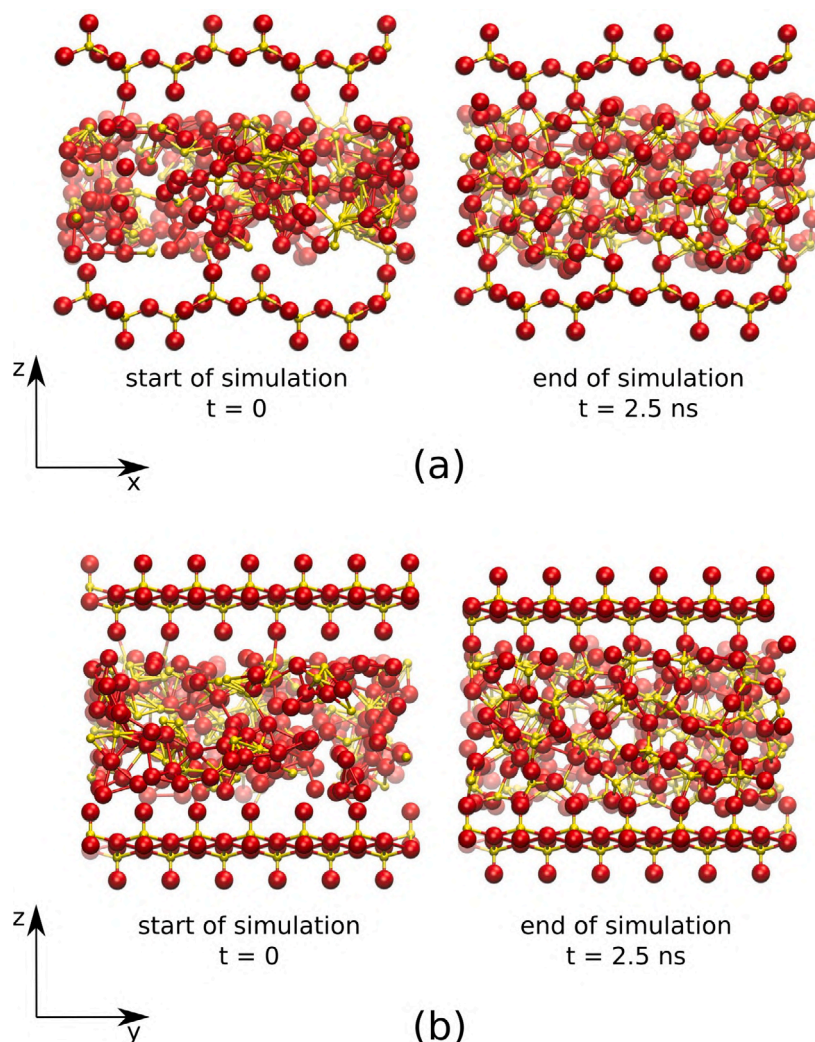 z
start of simulation
t = 0
end of simulation
t = 2.5 ns
x
(a)
z
start of simulation
t = 0
end of simulation
t = 2.5 ns
y
(b)